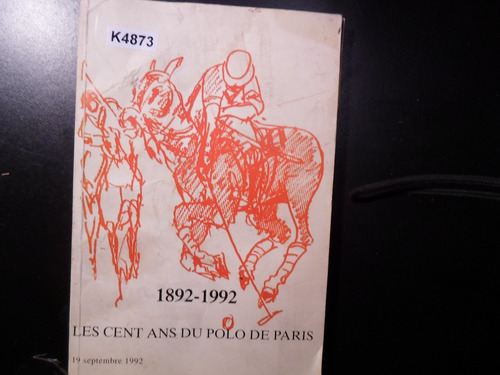 K4873
1892-1992
LES CENT ANS DU POLO DE PARIS
19 septembre 1992